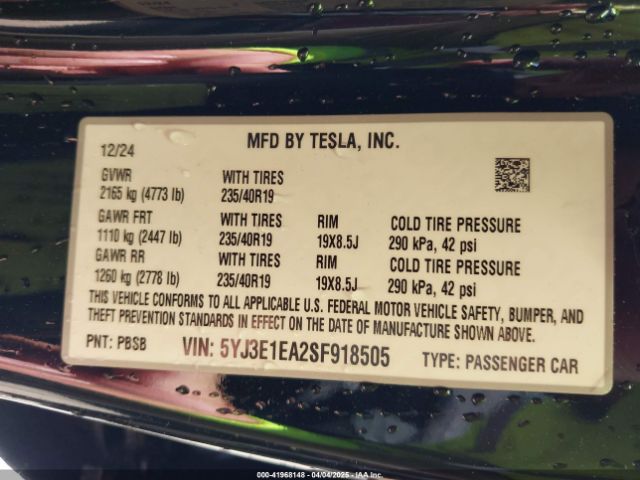 MFD BY TESLA, INC.
12/24
GVWR WITH TIRES
2165 kg (4773 lb) 235/40R19
GAWR FRT WITH TIRES RIM COLD TIRE PRESSURE
1110 kg (2447 lb) 235/40R19 19X8.5J 290 kPa, 42 psi
GAWR RR WITH TIRES RIM COLD TIRE PRESSURE
1260 kg (2778 lb) 235/40R19 19X8.5J 290 kPa, 42 psi
THIS VEHICLE CONFORMS TO ALL APPLICABLE U.S. FEDERAL MOTOR VEHICLE SAFETY, BUMPER, AND
THEFT PREVENTION STANDARDS IN EFFECT ON THE DATE OF MANUFACTURE SHOWN ABOVE.
PNT: PBSB VIN: 5YJ3E1EA2SF918505 TYPE: PASSENGER CAR
000-41968148 - 04/04/2025 - IAA Inc.